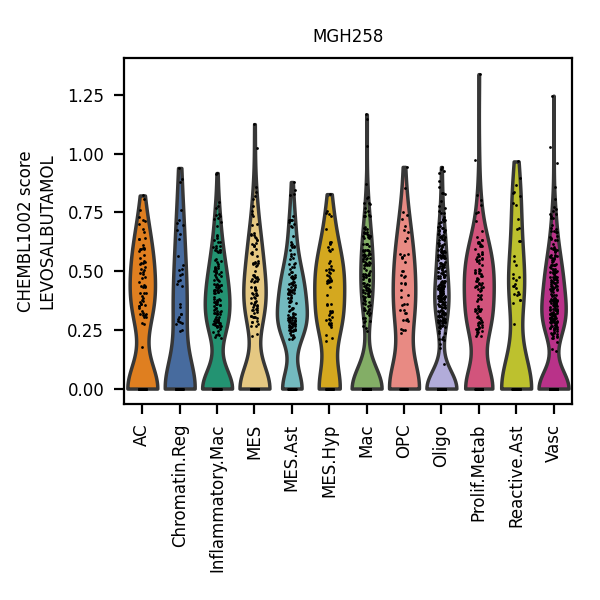 MGH258
CHEMBL1002 score
LEVOSALBUTAMOL
1.25
1.00
0.75
0.50
0.25
0.00
AC
Chromatin.Reg
Inflammatory.Mac
MES
MES.Ast
MES.Hyp
Mac
OPC
Oligo
Prolif.Metab
Reactive.Ast
Vasc